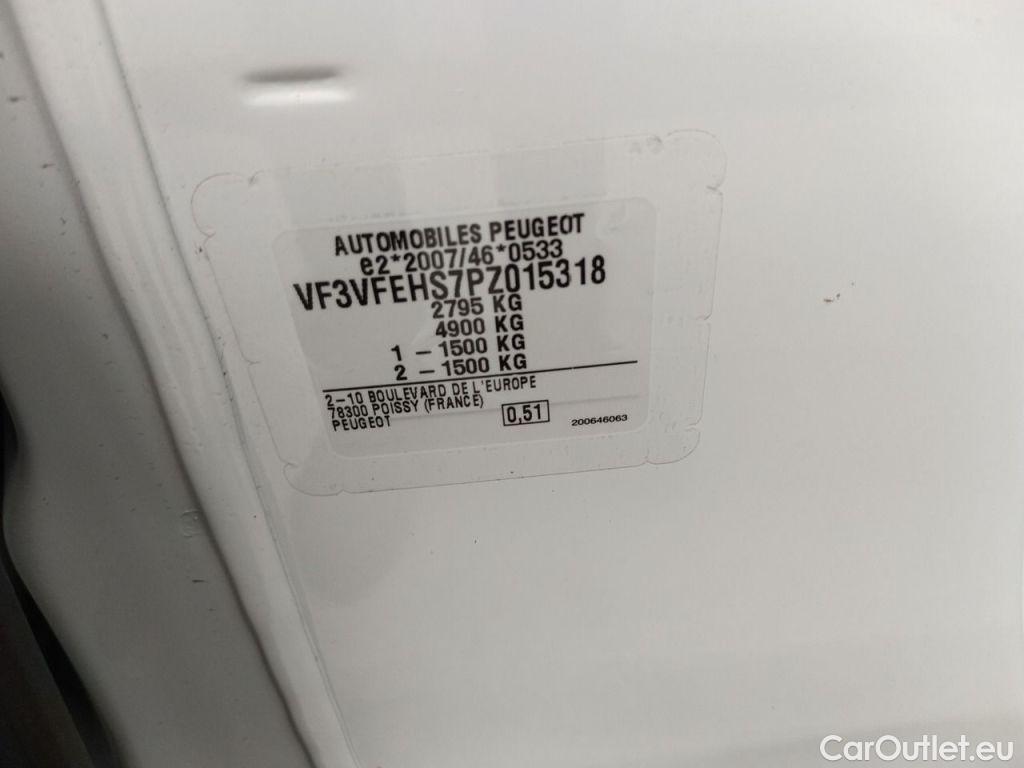 AUTOMOBILES PEUGEOT
e2*2007/46*0533
VF3VFEHS7PZ015318
2795 KG
4900 KG
1 – 1500 KG
2 – 1500 KG
2–10 BOULEVARD DE L'EUROPE
78300 POISSY (FRANCE)
PEUGEOT
0,51
200646063
CarOutlet.eu